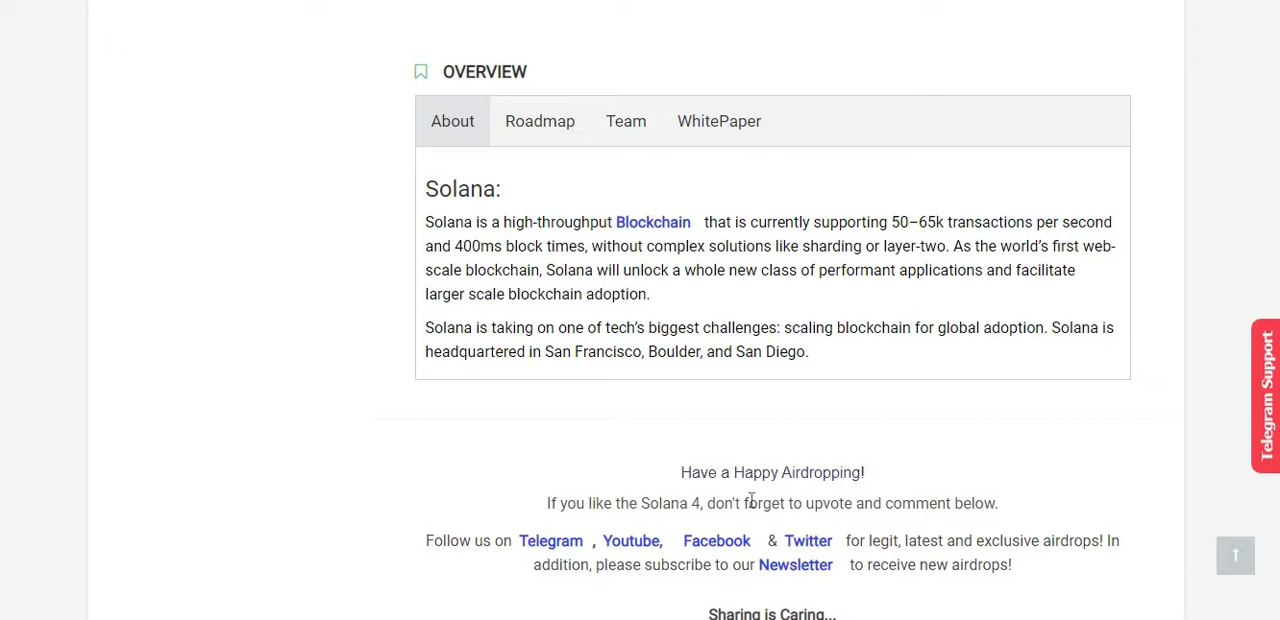 OVERVIEW
About Roadmap Team WhitePaper
Solana:
Solana is a high-throughput Blockchain that is currently supporting 50–65k transactions per second
and 400ms block times, without complex solutions like sharding or layer-two. As the world's first web-
scale blockchain, Solana will unlock a whole new class of performant applications and facilitate
larger scale blockchain adoption.
Solana is taking on one of tech's biggest challenges: scaling blockchain for global adoption. Solana is
headquartered in San Francisco, Boulder, and San Diego.
Telegram Support
Have a Happy Airdropping!
If you like the Solana 4, don't forget to upvote and comment below.
Follow us on Telegram , Youtube, Facebook & Twitter for legit, latest and exclusive airdrops! In
addition, please subscribe to our Newsletter to receive new airdrops!
Sharing is Caring...